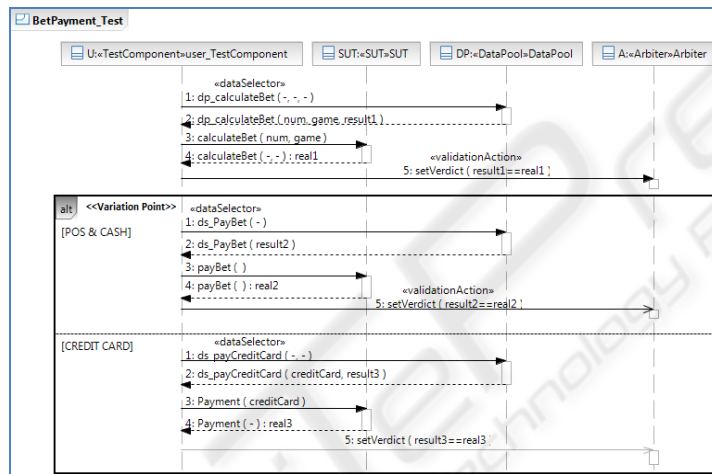 BetPayment_Test
U:«TestComponent»user_TestComponent
SUT:«SUT»SUT
DP:«DataPool»DataPool
A:«Arbiter»Arbiter
«dataSelector»
1: dp_calculateBet ( -, -, - )
2: dp_calculateBet ( num, game, result1 )
3: calculateBet ( num, game )
4: calculateBet ( -, - ) : real1
«validationAction»
5: setVerdict ( result1==real1 )
alt <<Variation Point>>
«dataSelector»
[POS & CASH]
1: ds_PayBet ( - )
2: ds_PayBet ( result2 )
3: payBet ( )
4: payBet ( ) : real2
«validationAction»
5: setVerdict ( result2==real2 )
[CREDIT CARD]
«dataSelector»
1: ds_payCreditCard ( -, - )
2: ds_payCreditCard ( creditCard, result3 )
3: Payment ( creditCard )
4: Payment ( - ) : real3
5: setVerdict ( result3==real3 )